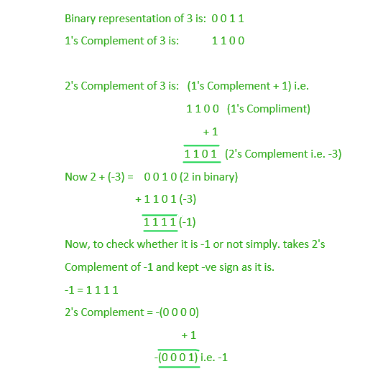 Binary representation of 3 is: 0 0 1 1
1's Complement of 3 is: 1 1 0 0
2's Complement of 3 is: (1's Complement + 1) i.e.
1 1 0 0 (1's Compliment)
+ 1
1 1 0 1 (2's Complement i.e. -3)
Now 2 + (-3) = 0 0 1 0 (2 in binary)
+ 1 1 0 1 (-3)
1 1 1 1 (-1)
Now, to check whether it is -1 or not simply. takes 2's
Complement of -1 and kept -ve sign as it is.
-1 = 1 1 1 1
2's Complement = -(0 0 0 0)
+ 1
-(0 0 0 1) i.e. -1